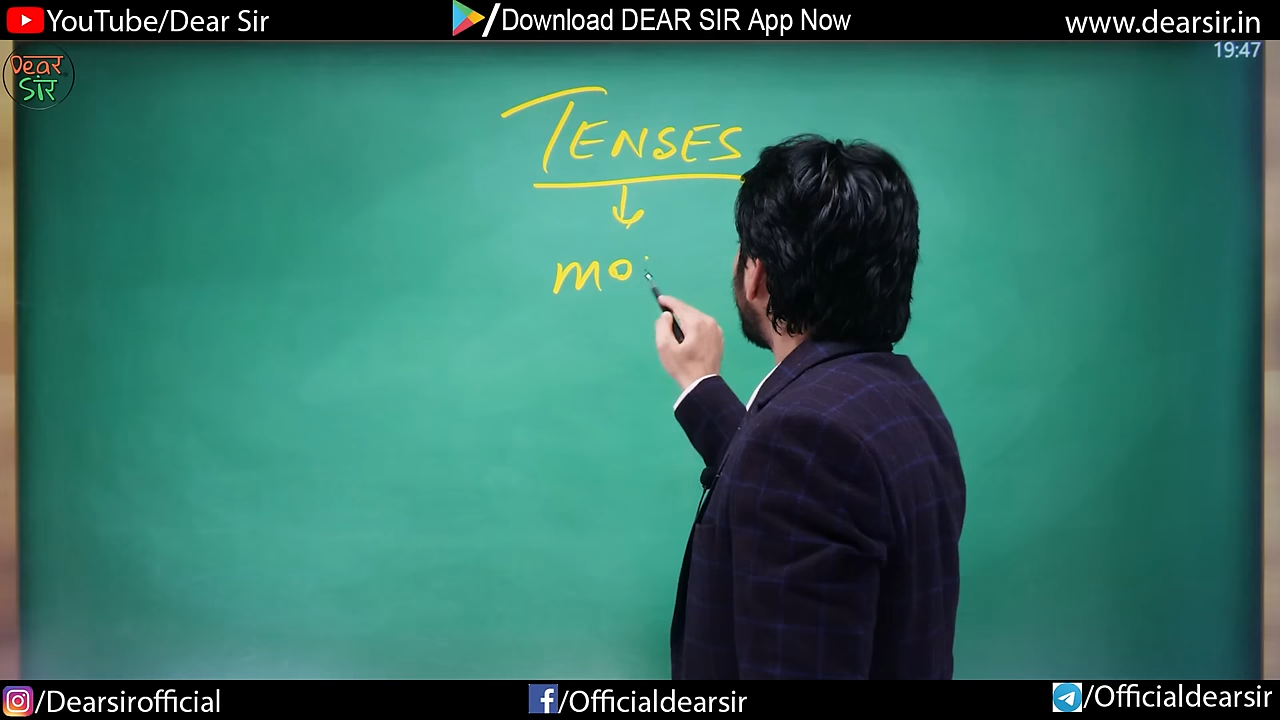 YouTube/Dear Sir
/Download DEAR SIR App Now
www.dearsir.in
19:47
Dear
Sir
TENSES
mo
/Dearsirofficial
/Officialdearsir
/Officialdearsir